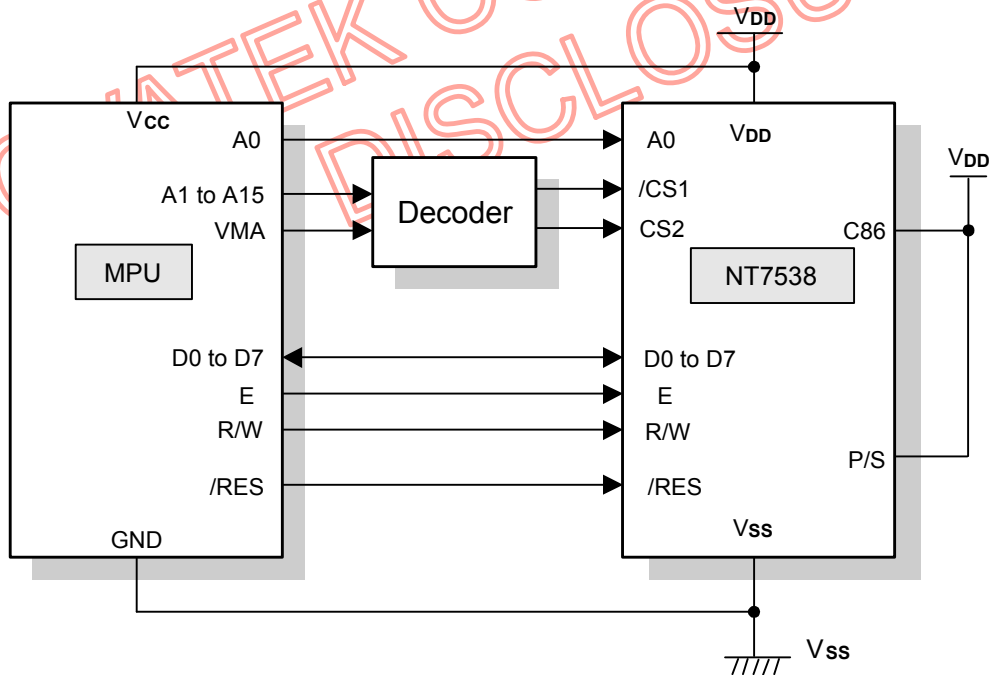 VDD
VCC
VDD
A0
A0
VDD
A1 to A15
Decoder
/CS1
VMA
CS2
C86
MPU
NT7538
D0 to D7
D0 to D7
E
E
R/W
R/W
P/S
/RES
/RES
VSS
GND
VSS